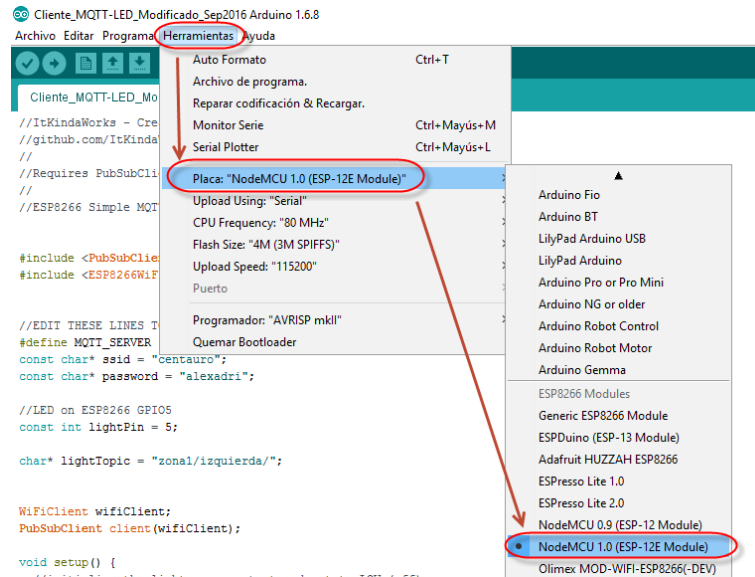 Cliente_MQTT-LED_Modificado_Sep2016 Arduino 1.6.8
Archivo Editar Programa Herramientas Ayuda
Cliente_MQTT-LED_Mo
//ItKindaWorks - Cre
//github.com/ItKinda
//
//Requires PubSubCli
//
//ESP8266 Simple MQT
#include <PubSubClie
#include <ESP8266WiF
//EDIT THESE LINES T
#define MQTT_SERVER
const char* ssid = "centauro";
const char* password = "alexadri";
//LED on ESP8266 GPIO5
const int lightPin = 5;
char* lightTopic = "zona1/izquierda/";
WiFiClient wifiClient;
PubSubClient client(wifiClient);
void setup() {
Auto Formato Ctrl+T
Archivo de programa.
Reparar codificación & Recargar.
Monitor Serie Ctrl+Mayús+M
Serial Plotter Ctrl+Mayús+L
Placa: "NodeMCU 1.0 (ESP-12E Module)"
Upload Using: "Serial"
CPU Frequency: "80 MHz"
Flash Size: "4M (3M SPIFFS)"
Upload Speed: "115200"
Puerto
Programador: "AVRISP mkII"
Quemar Bootloader
Arduino Fio
Arduino BT
LilyPad Arduino USB
LilyPad Arduino
Arduino Pro or Pro Mini
Arduino NG or older
Arduino Robot Control
Arduino Robot Motor
Arduino Gemma
ESP8266 Modules
Generic ESP8266 Module
ESPDuino (ESP-13 Module)
Adafruit HUZZAH ESP8266
ESPresso Lite 1.0
ESPresso Lite 2.0
NodeMCU 0.9 (ESP-12 Module)
NodeMCU 1.0 (ESP-12E Module)
Olimex MOD-WIFI-ESP8266(-DEV)